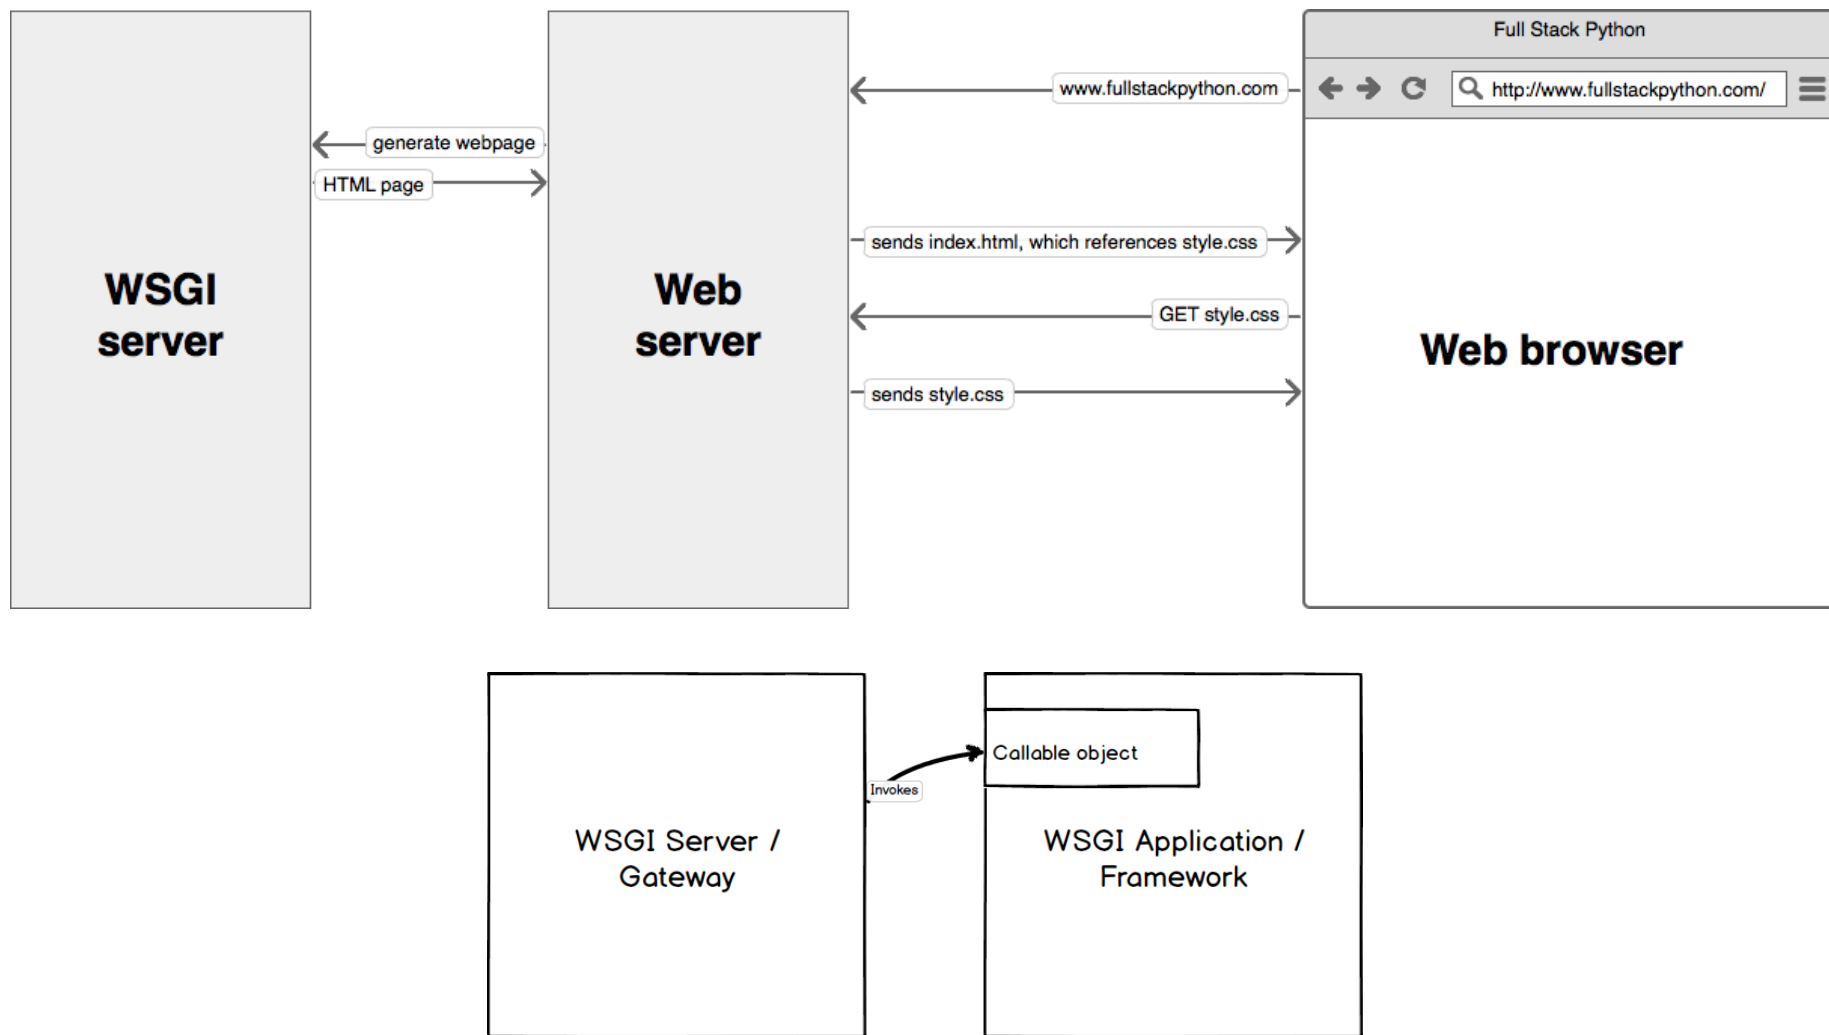 Full Stack Python
www.fullstackpython.com
http://www.fullstackpython.com/
generate webpage
HTML page
sends index.html, which references style.css
WSGI
server
Web
server
GET style.css
Web browser
sends style.css
Callable object
Invokes
WSGI Server /
Gateway
WSGI Application /
Framework